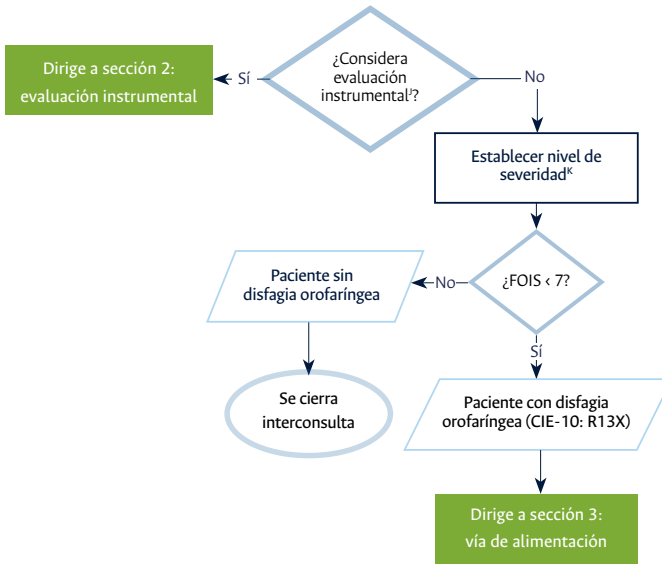 ¿Considera
evaluación
instrumentalᴶ?
Sí
Dirige a sección 2:
evaluación instrumental
No
Establecer nivel de
severidadᴷ
¿FOIS < 7?
No
Paciente sin
disfagia orofaríngea
Se cierra
interconsulta
Sí
Paciente con disfagia
orofaríngea (CIE-10: R13X)
Dirige a sección 3:
vía de alimentación